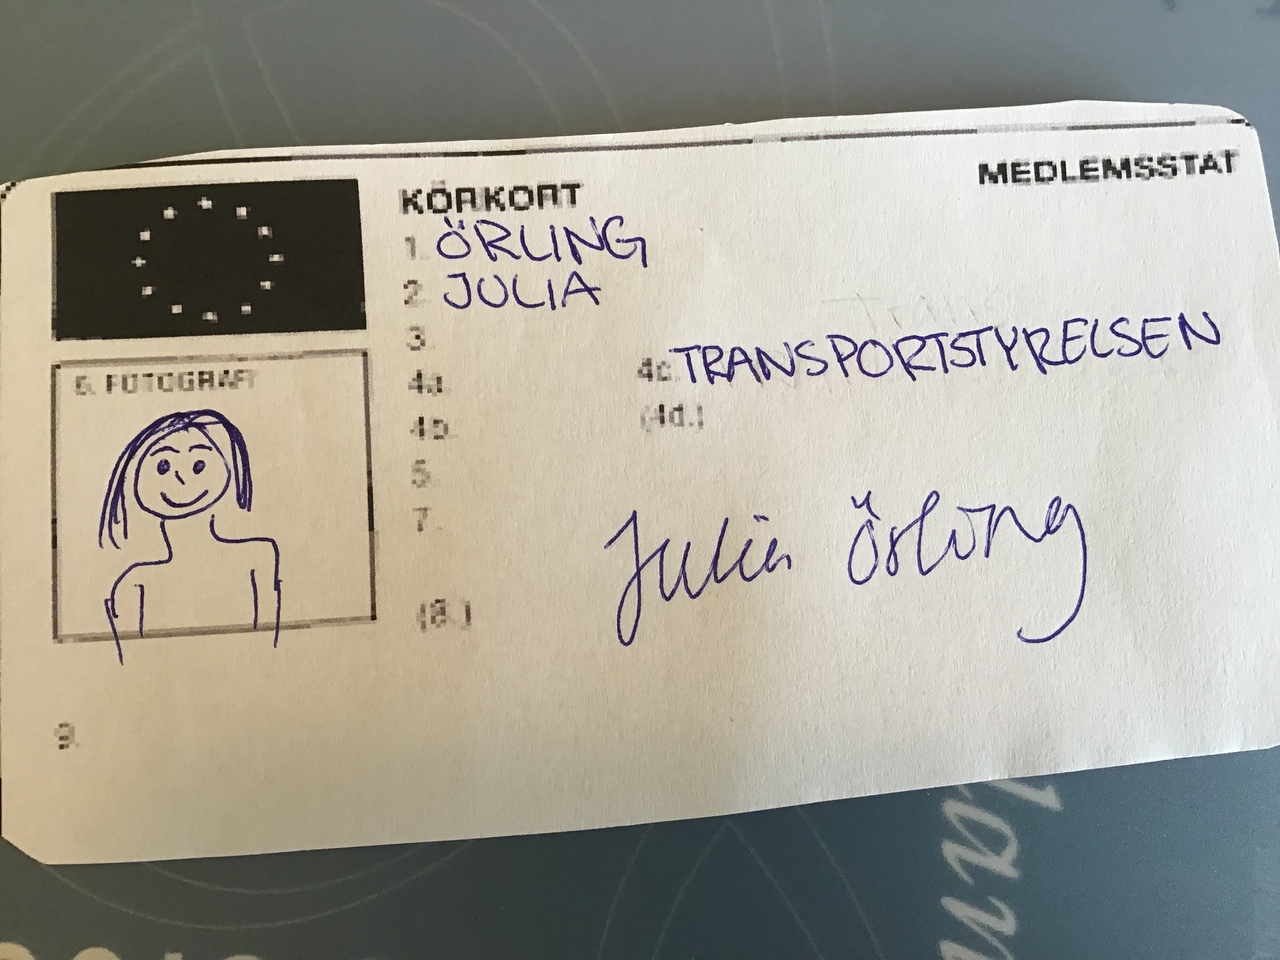 KÖRKORT
MEDLEMSSTAT
1. ÖRLING
2. JULIA
3
4a.
4c. TRANSPORTSTYRELSEN
4b.
(4d.)
5.
7.
(8.)
6. FOTOGRAFI
Julia Örling
9.